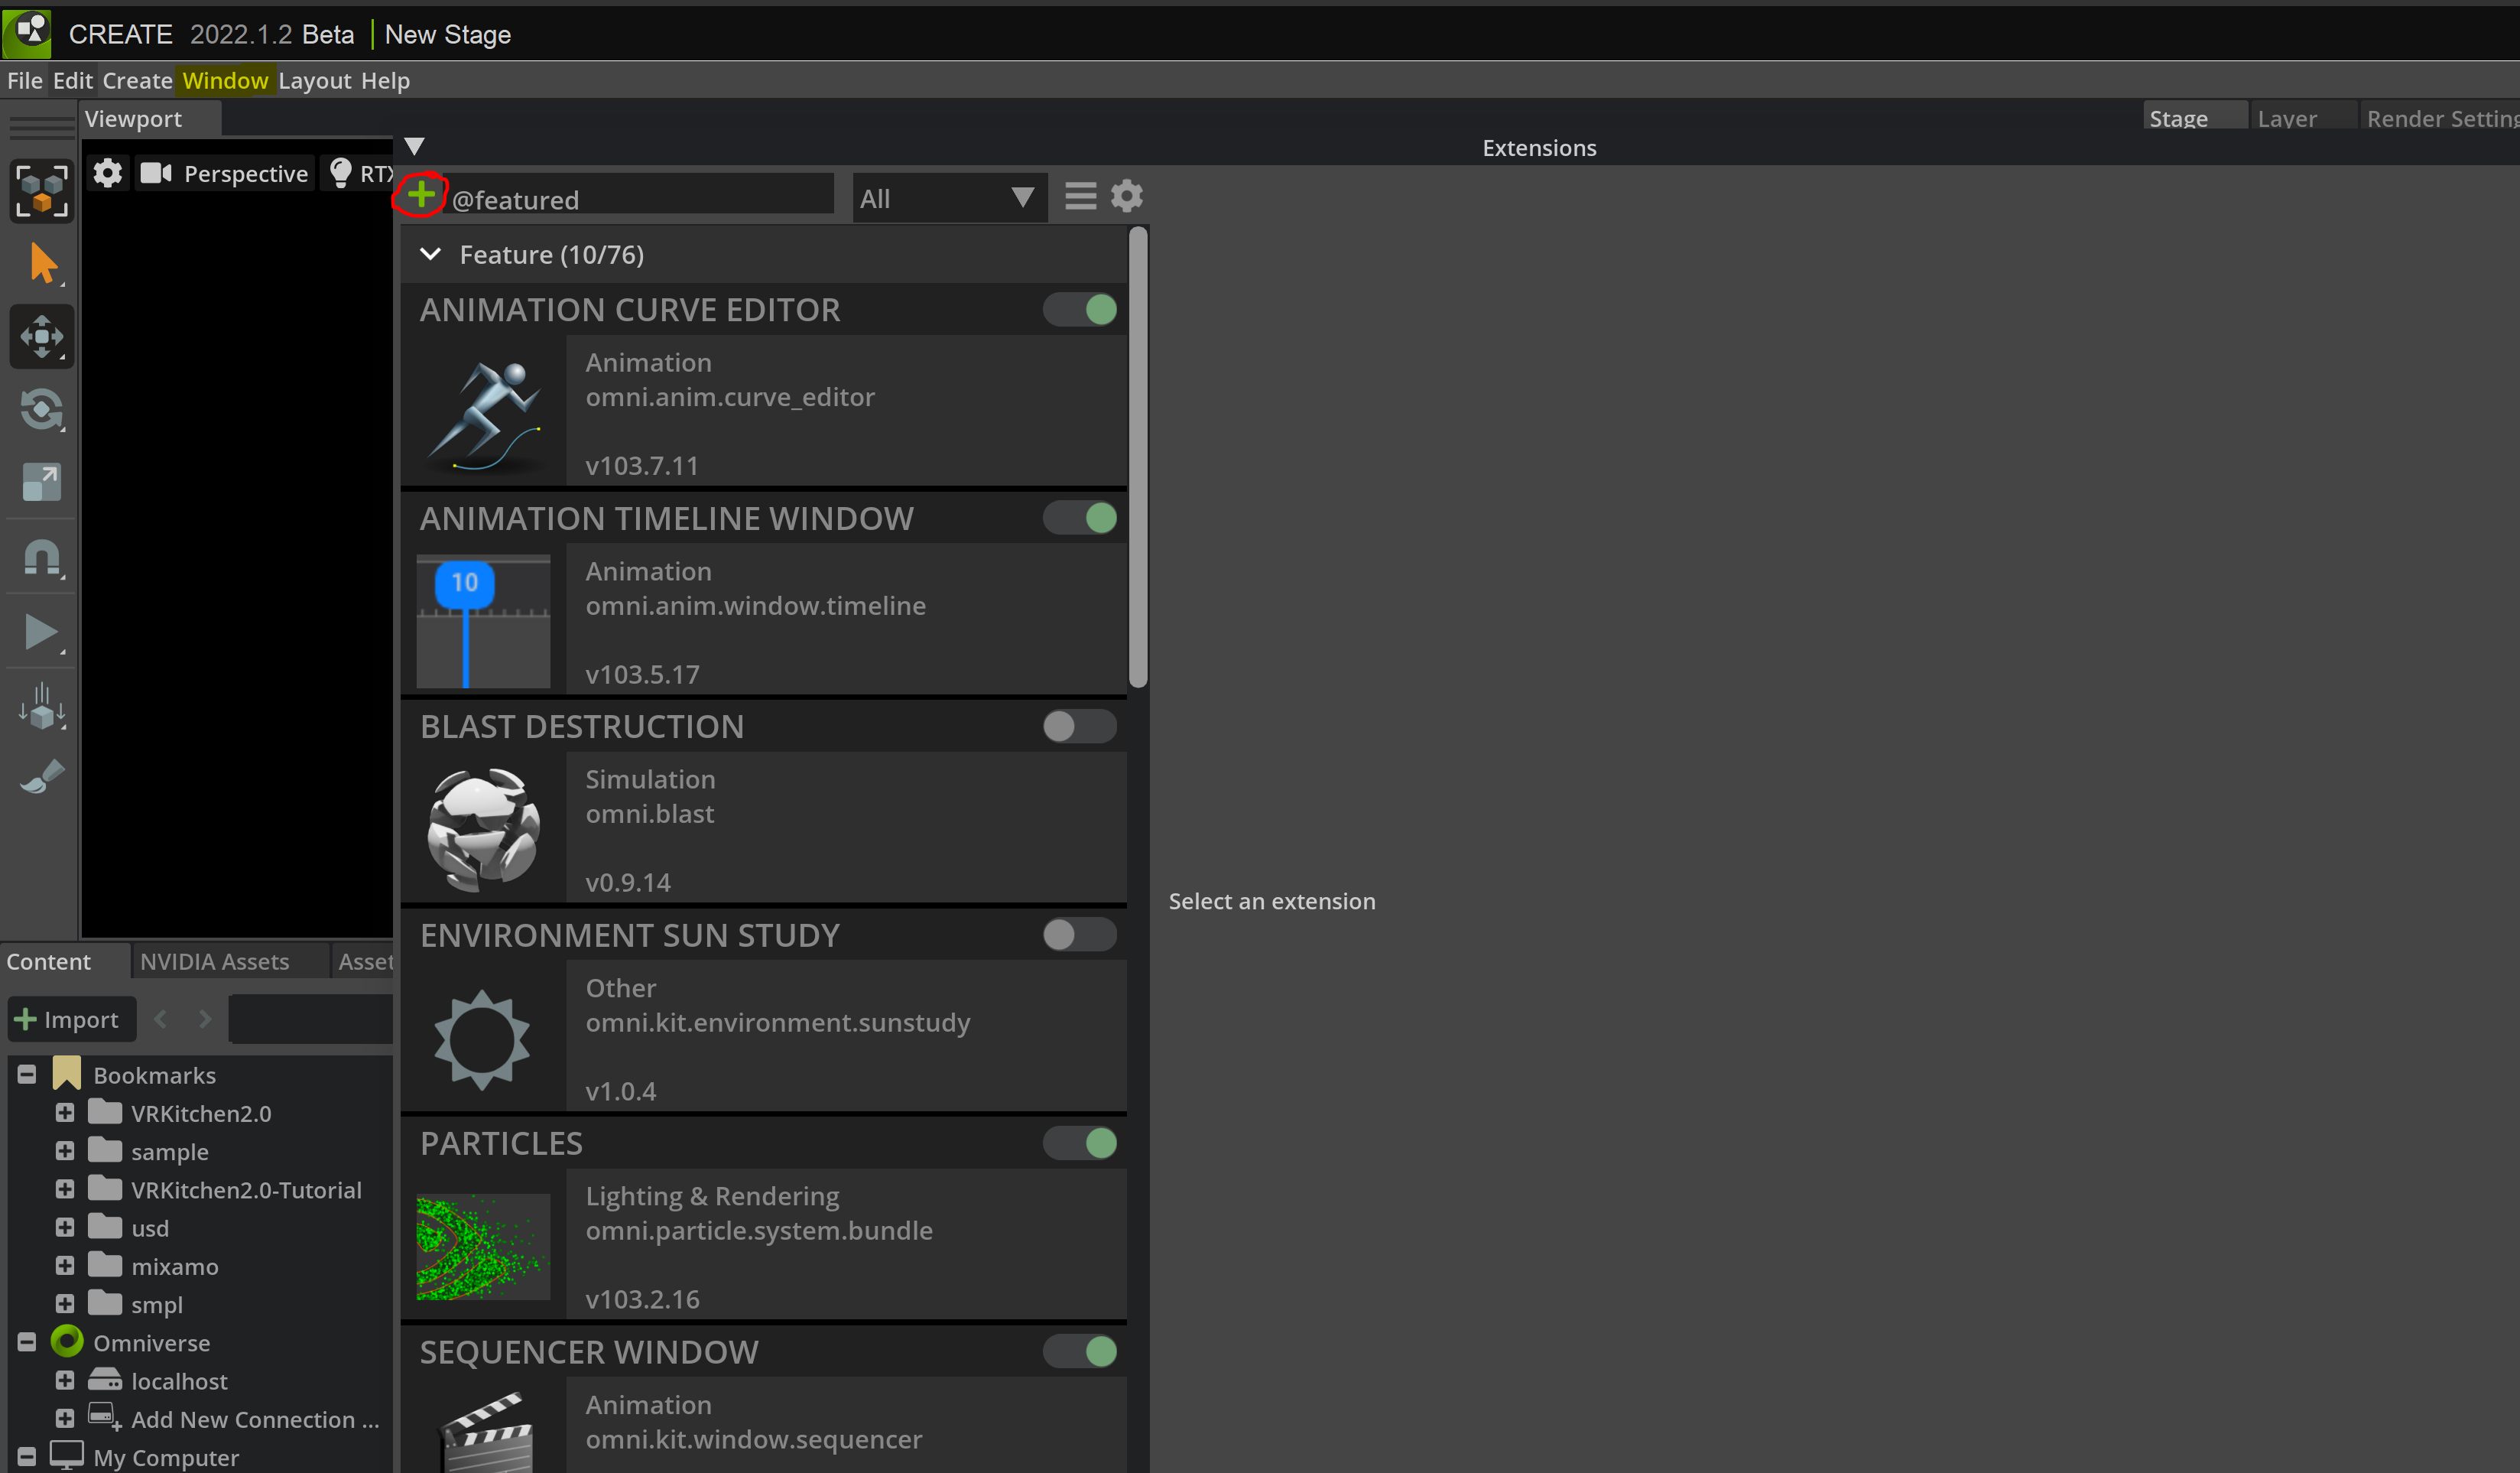 CREATE 2022.1.2 Beta New Stage
File Edit Create Window Layout Help
Viewport
Stage Layer Render Setting
Extensions
Perspective RTX
@featured All
Feature (10/76)
ANIMATION CURVE EDITOR
Animation
omni.anim.curve_editor
v103.7.11
ANIMATION TIMELINE WINDOW
10
Animation
omni.anim.window.timeline
v103.5.17
BLAST DESTRUCTION
Simulation
omni.blast
v0.9.14
Select an extension
ENVIRONMENT SUN STUDY
Other
omni.kit.environment.sunstudy
v1.0.4
PARTICLES
Lighting & Rendering
omni.particle.system.bundle
v103.2.16
SEQUENCER WINDOW
Animation
omni.kit.window.sequencer
Content NVIDIA Assets Asset
Import
Bookmarks
VRKitchen2.0
sample
VRKitchen2.0-Tutorial
usd
mixamo
smpl
Omniverse
localhost
Add New Connection ...
My Computer